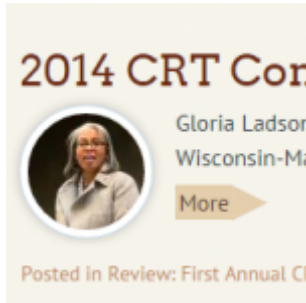 2014 CRT Con
Gloria Ladson
Wisconsin-Ma
More
Posted in Review: First Annual Cl